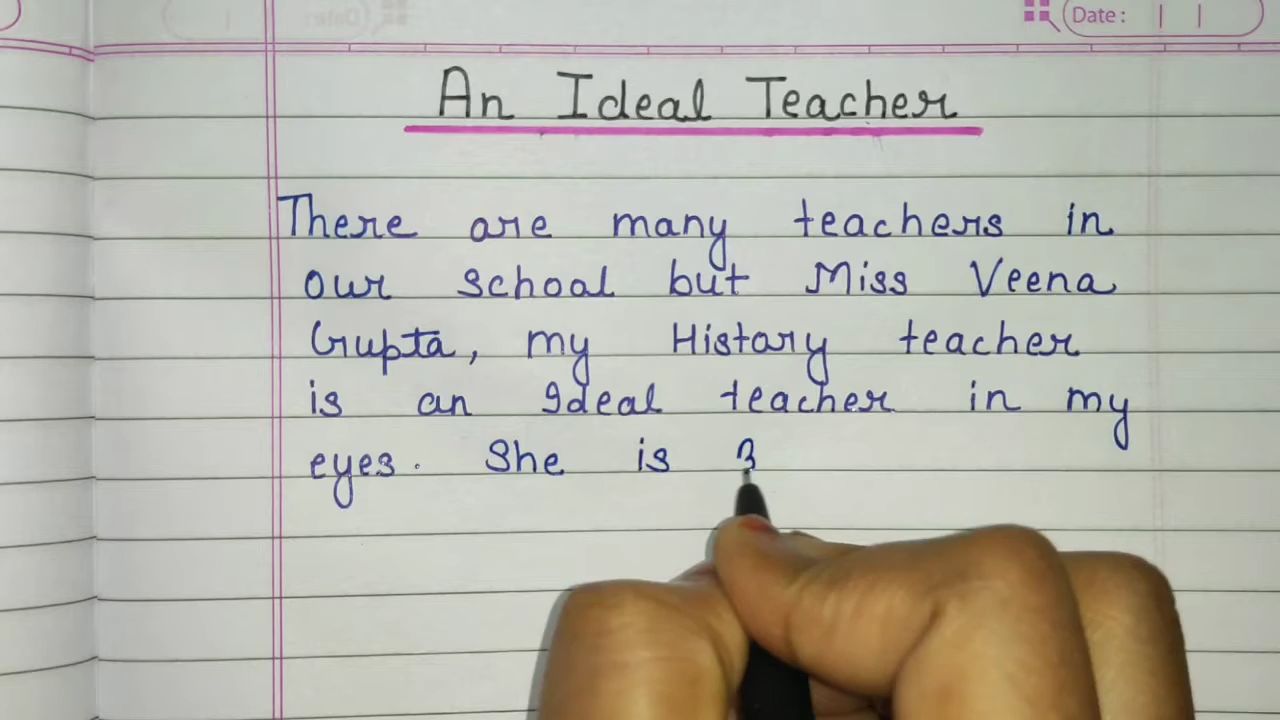 Date:
An Ideal Teacher
There are many teachers in
our school but Miss Veena
Gupta, my History teacher
is an Ideal teacher in my
eyes. She is 3